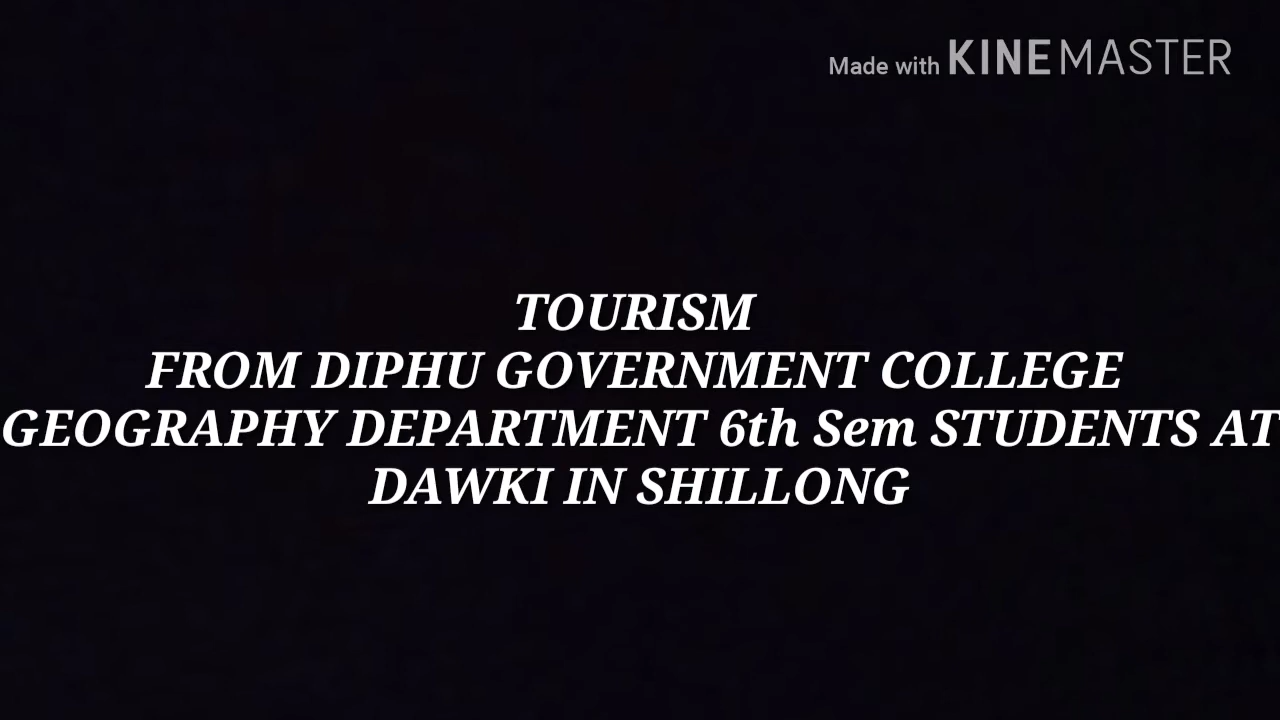 Made with KINEMASTER
TOURISM
FROM DIPHU GOVERNMENT COLLEGE
GEOGRAPHY DEPARTMENT 6th Sem STUDENTS AT
DAWKI IN SHILLONG